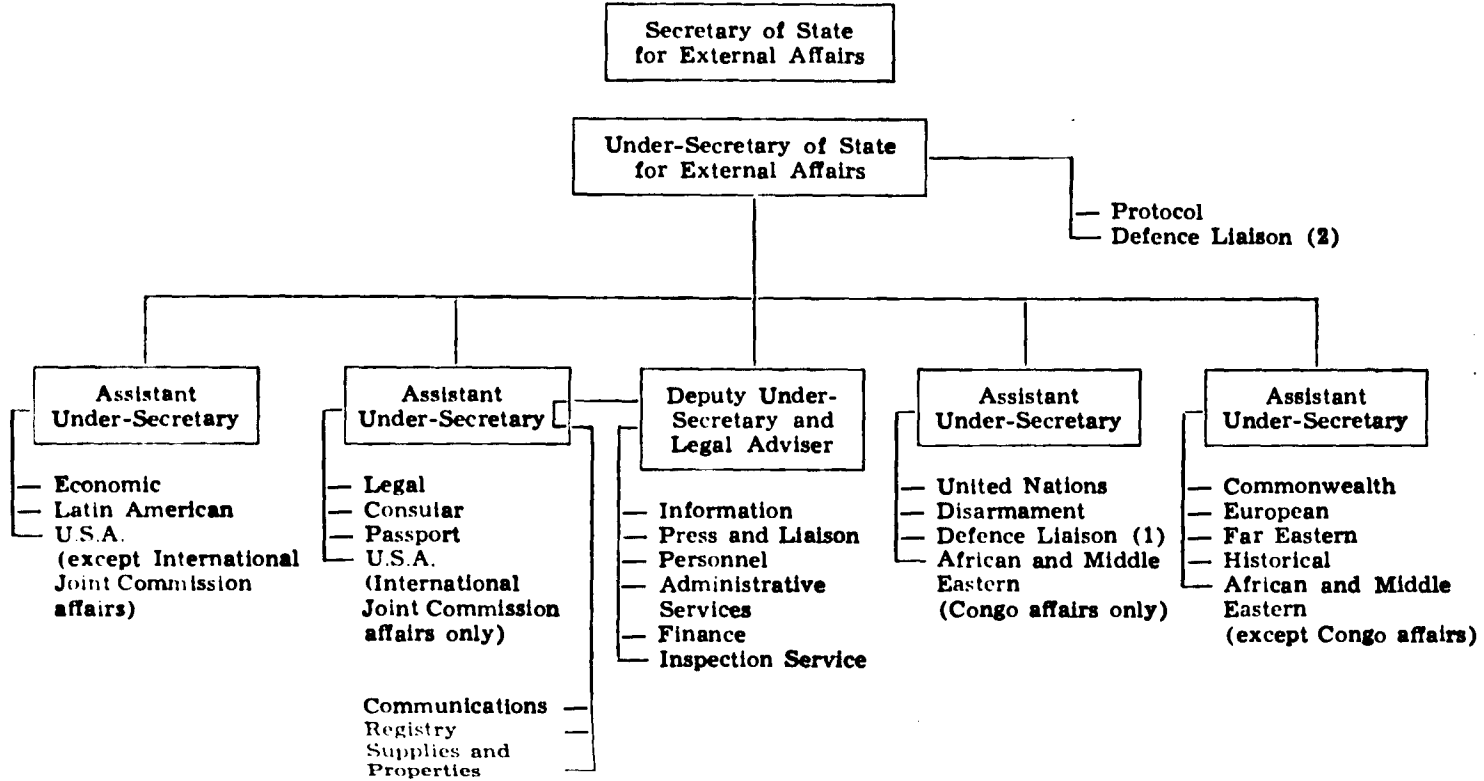 Secretary of State
for External Affairs
Under-Secretary of State
for External Affairs
Protocol
Defence Liaison (2)
Assistant
Under-Secretary
Economic
Latin American
U.S.A.
(except International
Joint Commission
affairs)
Assistant
Under-Secretary
Legal
Consular
Passport
U.S.A.
(International
Joint Commission
affairs only)
Communications
Registry
Supplies and
Properties
Deputy Under-
Secretary and
Legal Adviser
Information
Press and Liaison
Personnel
Administrative
Services
Finance
Inspection Service
Assistant
Under-Secretary
United Nations
Disarmament
Defence Liaison (1)
African and Middle
Eastern
(Congo affairs only)
Assistant
Under-Secretary
Commonwealth
European
Far Eastern
Historical
African and Middle
Eastern
(except Congo affairs)